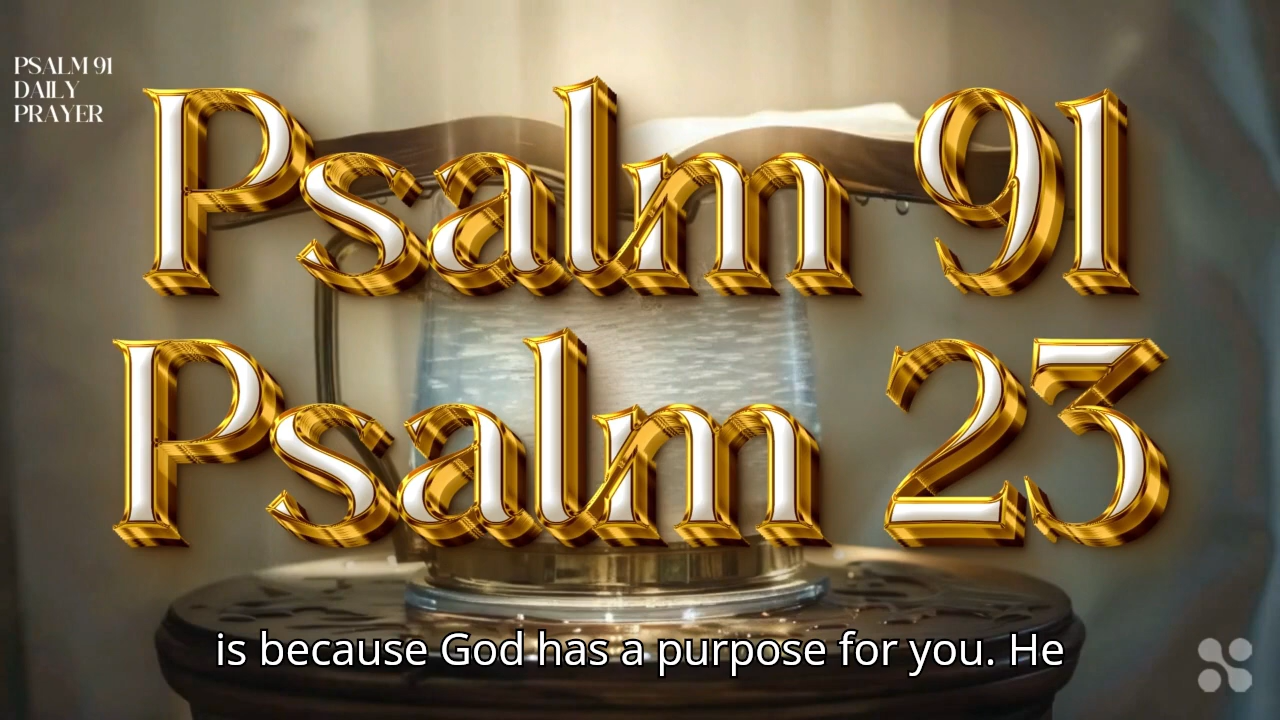 PSALM 91
DAILY
PRAYER
Psalm 91
Psalm 23
is because God has a purpose for you. He